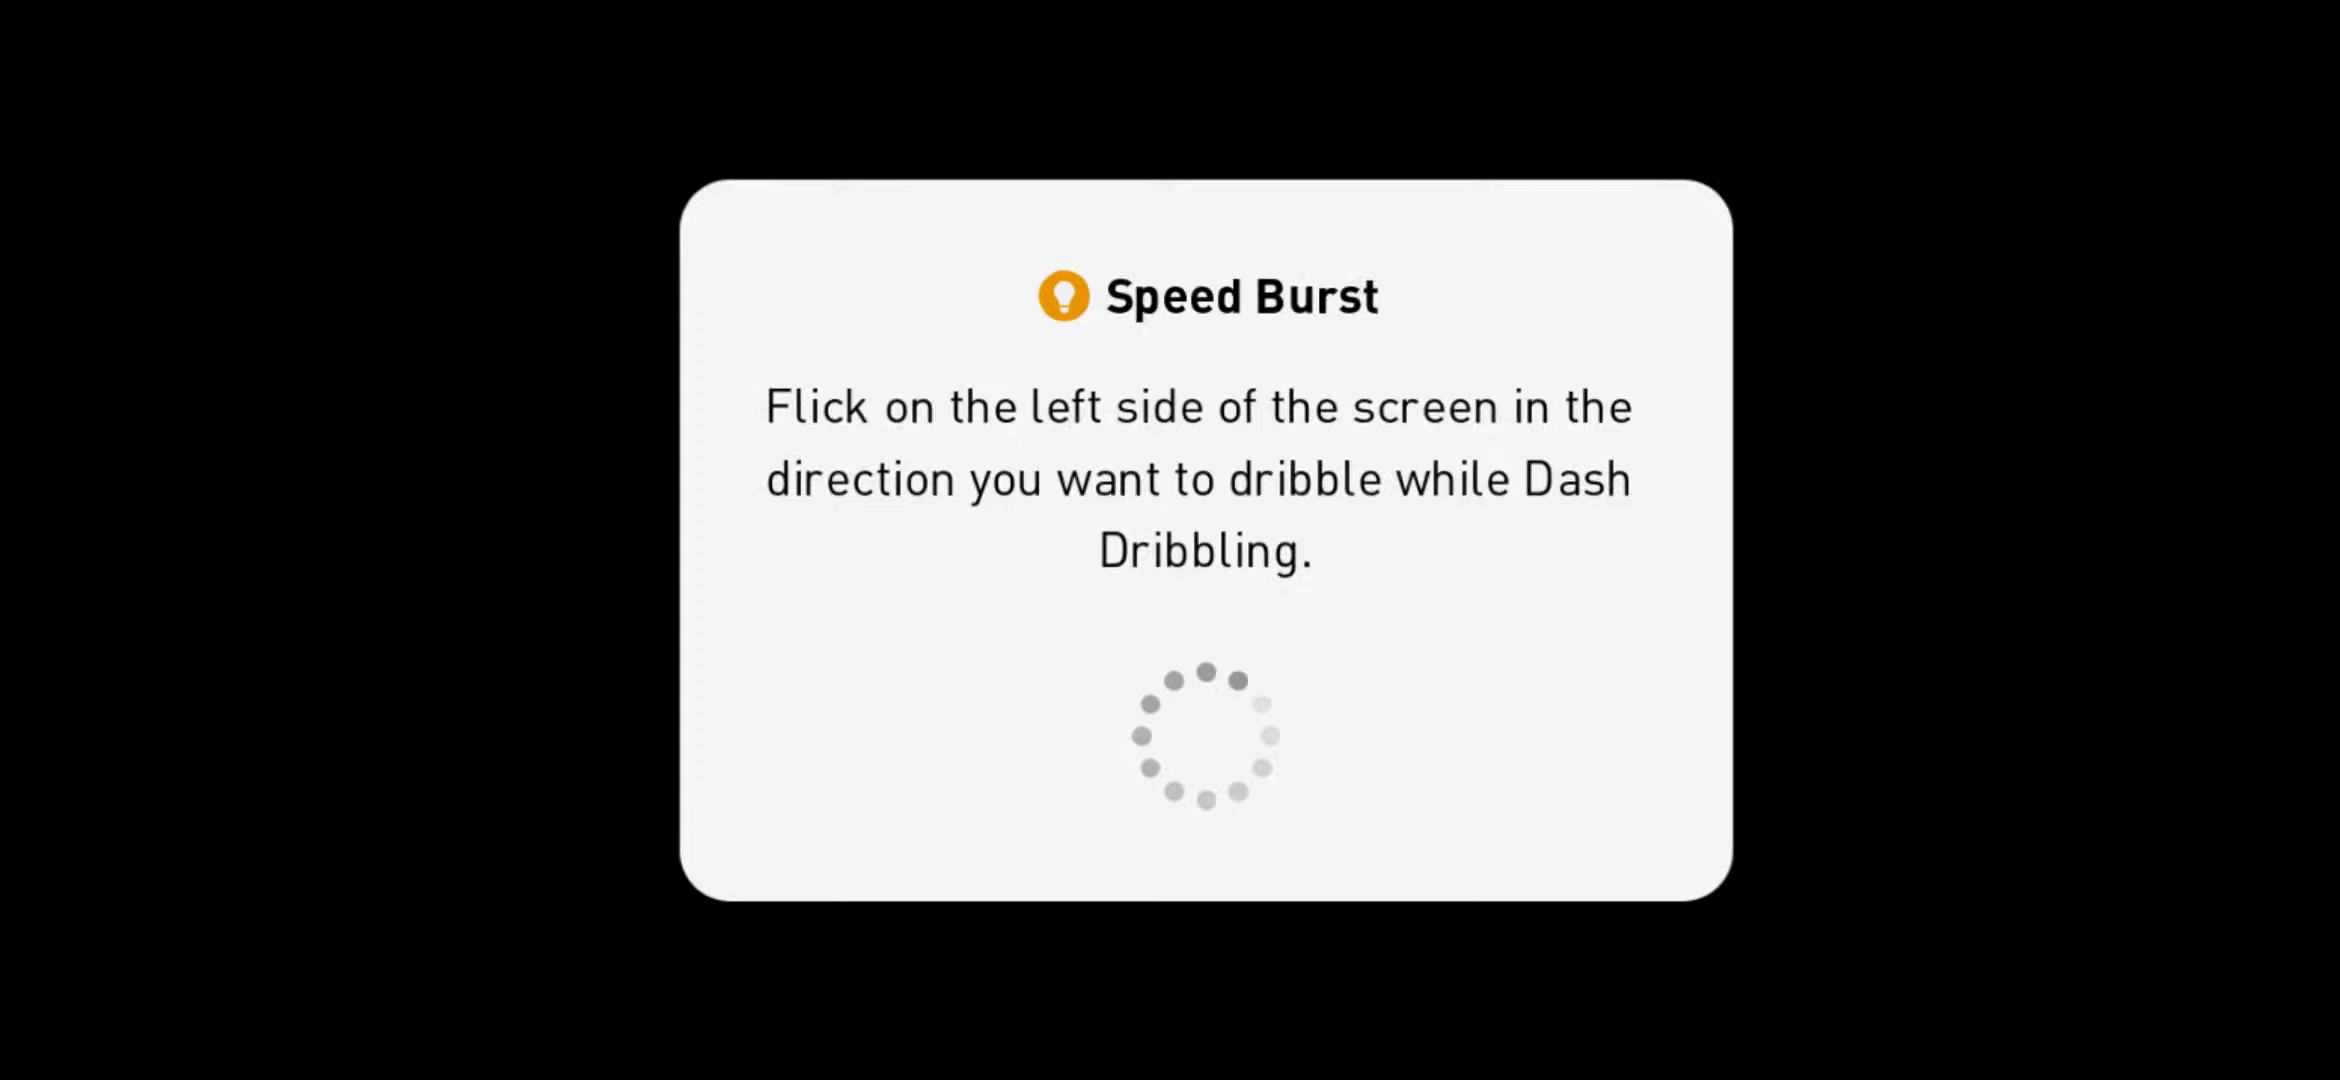 Speed Burst
Flick on the left side of the screen in the
direction you want to dribble while Dash
Dribbling.